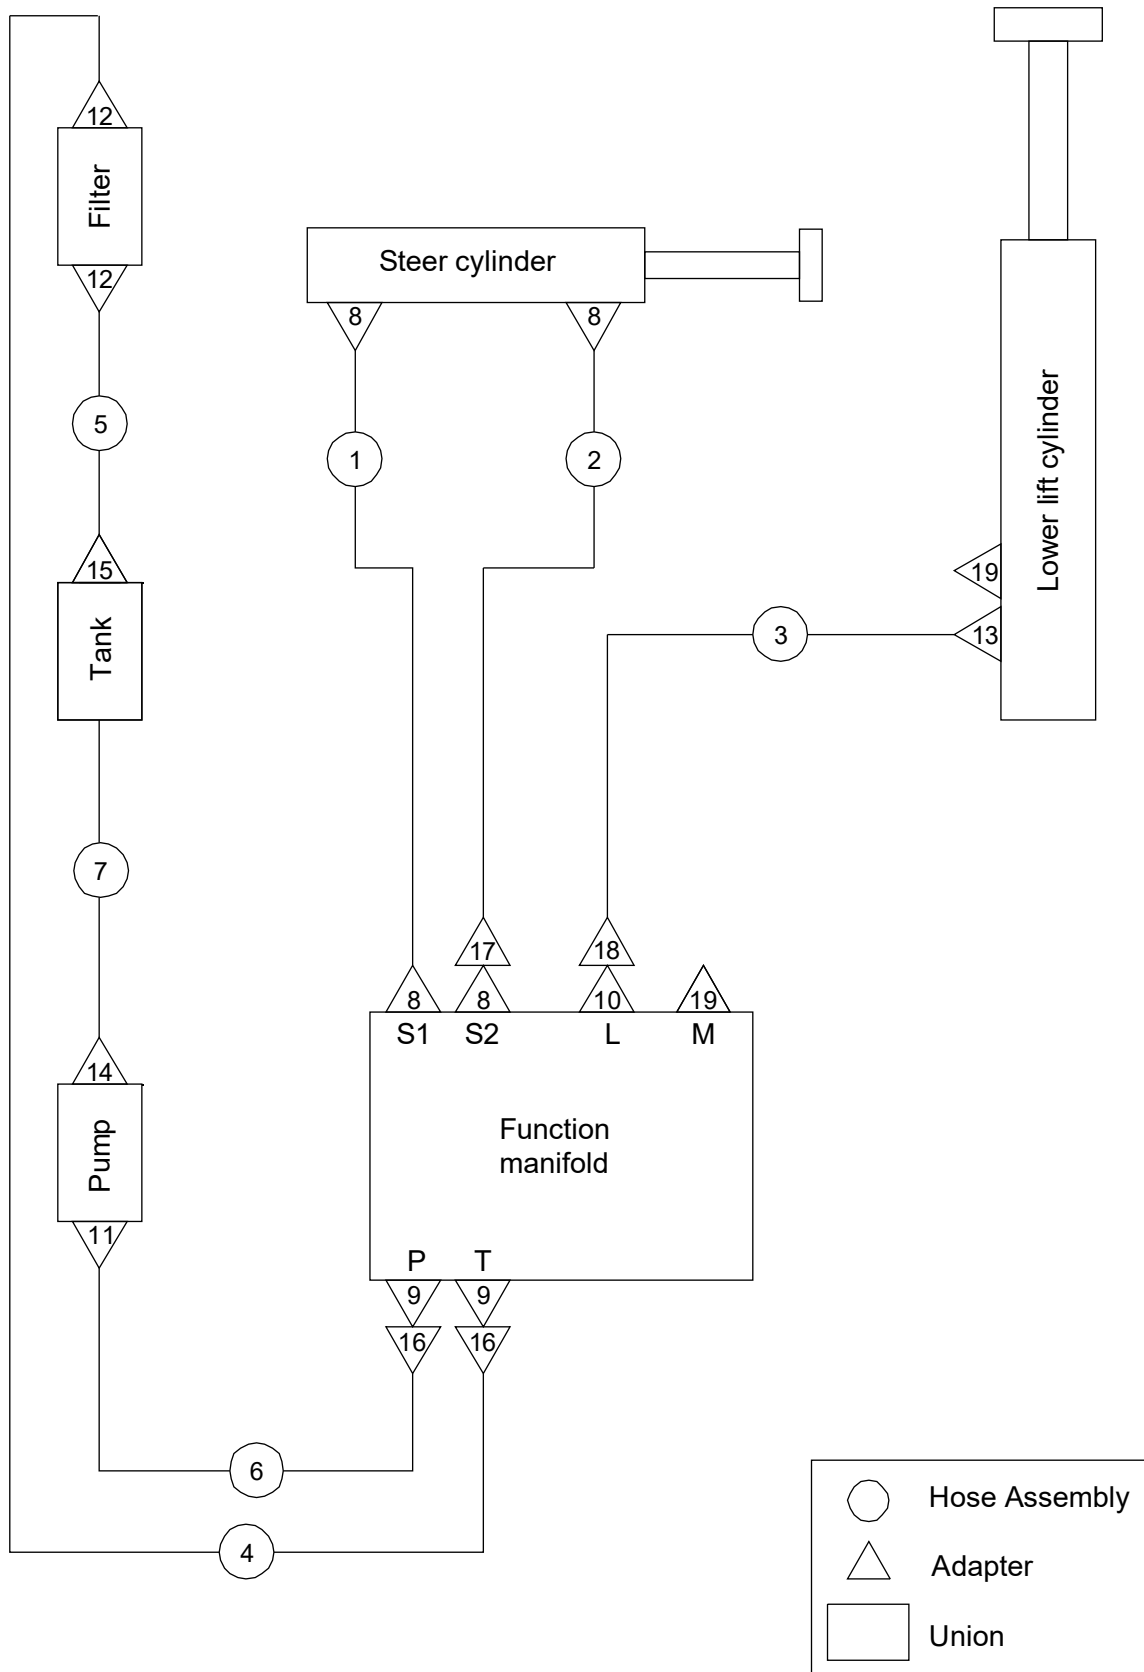 12
Filter
12
5
15
Tank
7
14
Pump
11
Steer cylinder
8
8
1
2
Lower lift cylinder
19
13
3
17
18
8
8
10
19
S1
S2
L
M
Function
manifold
P
T
9
9
16
16
6
4
Hose Assembly
Adapter
Union